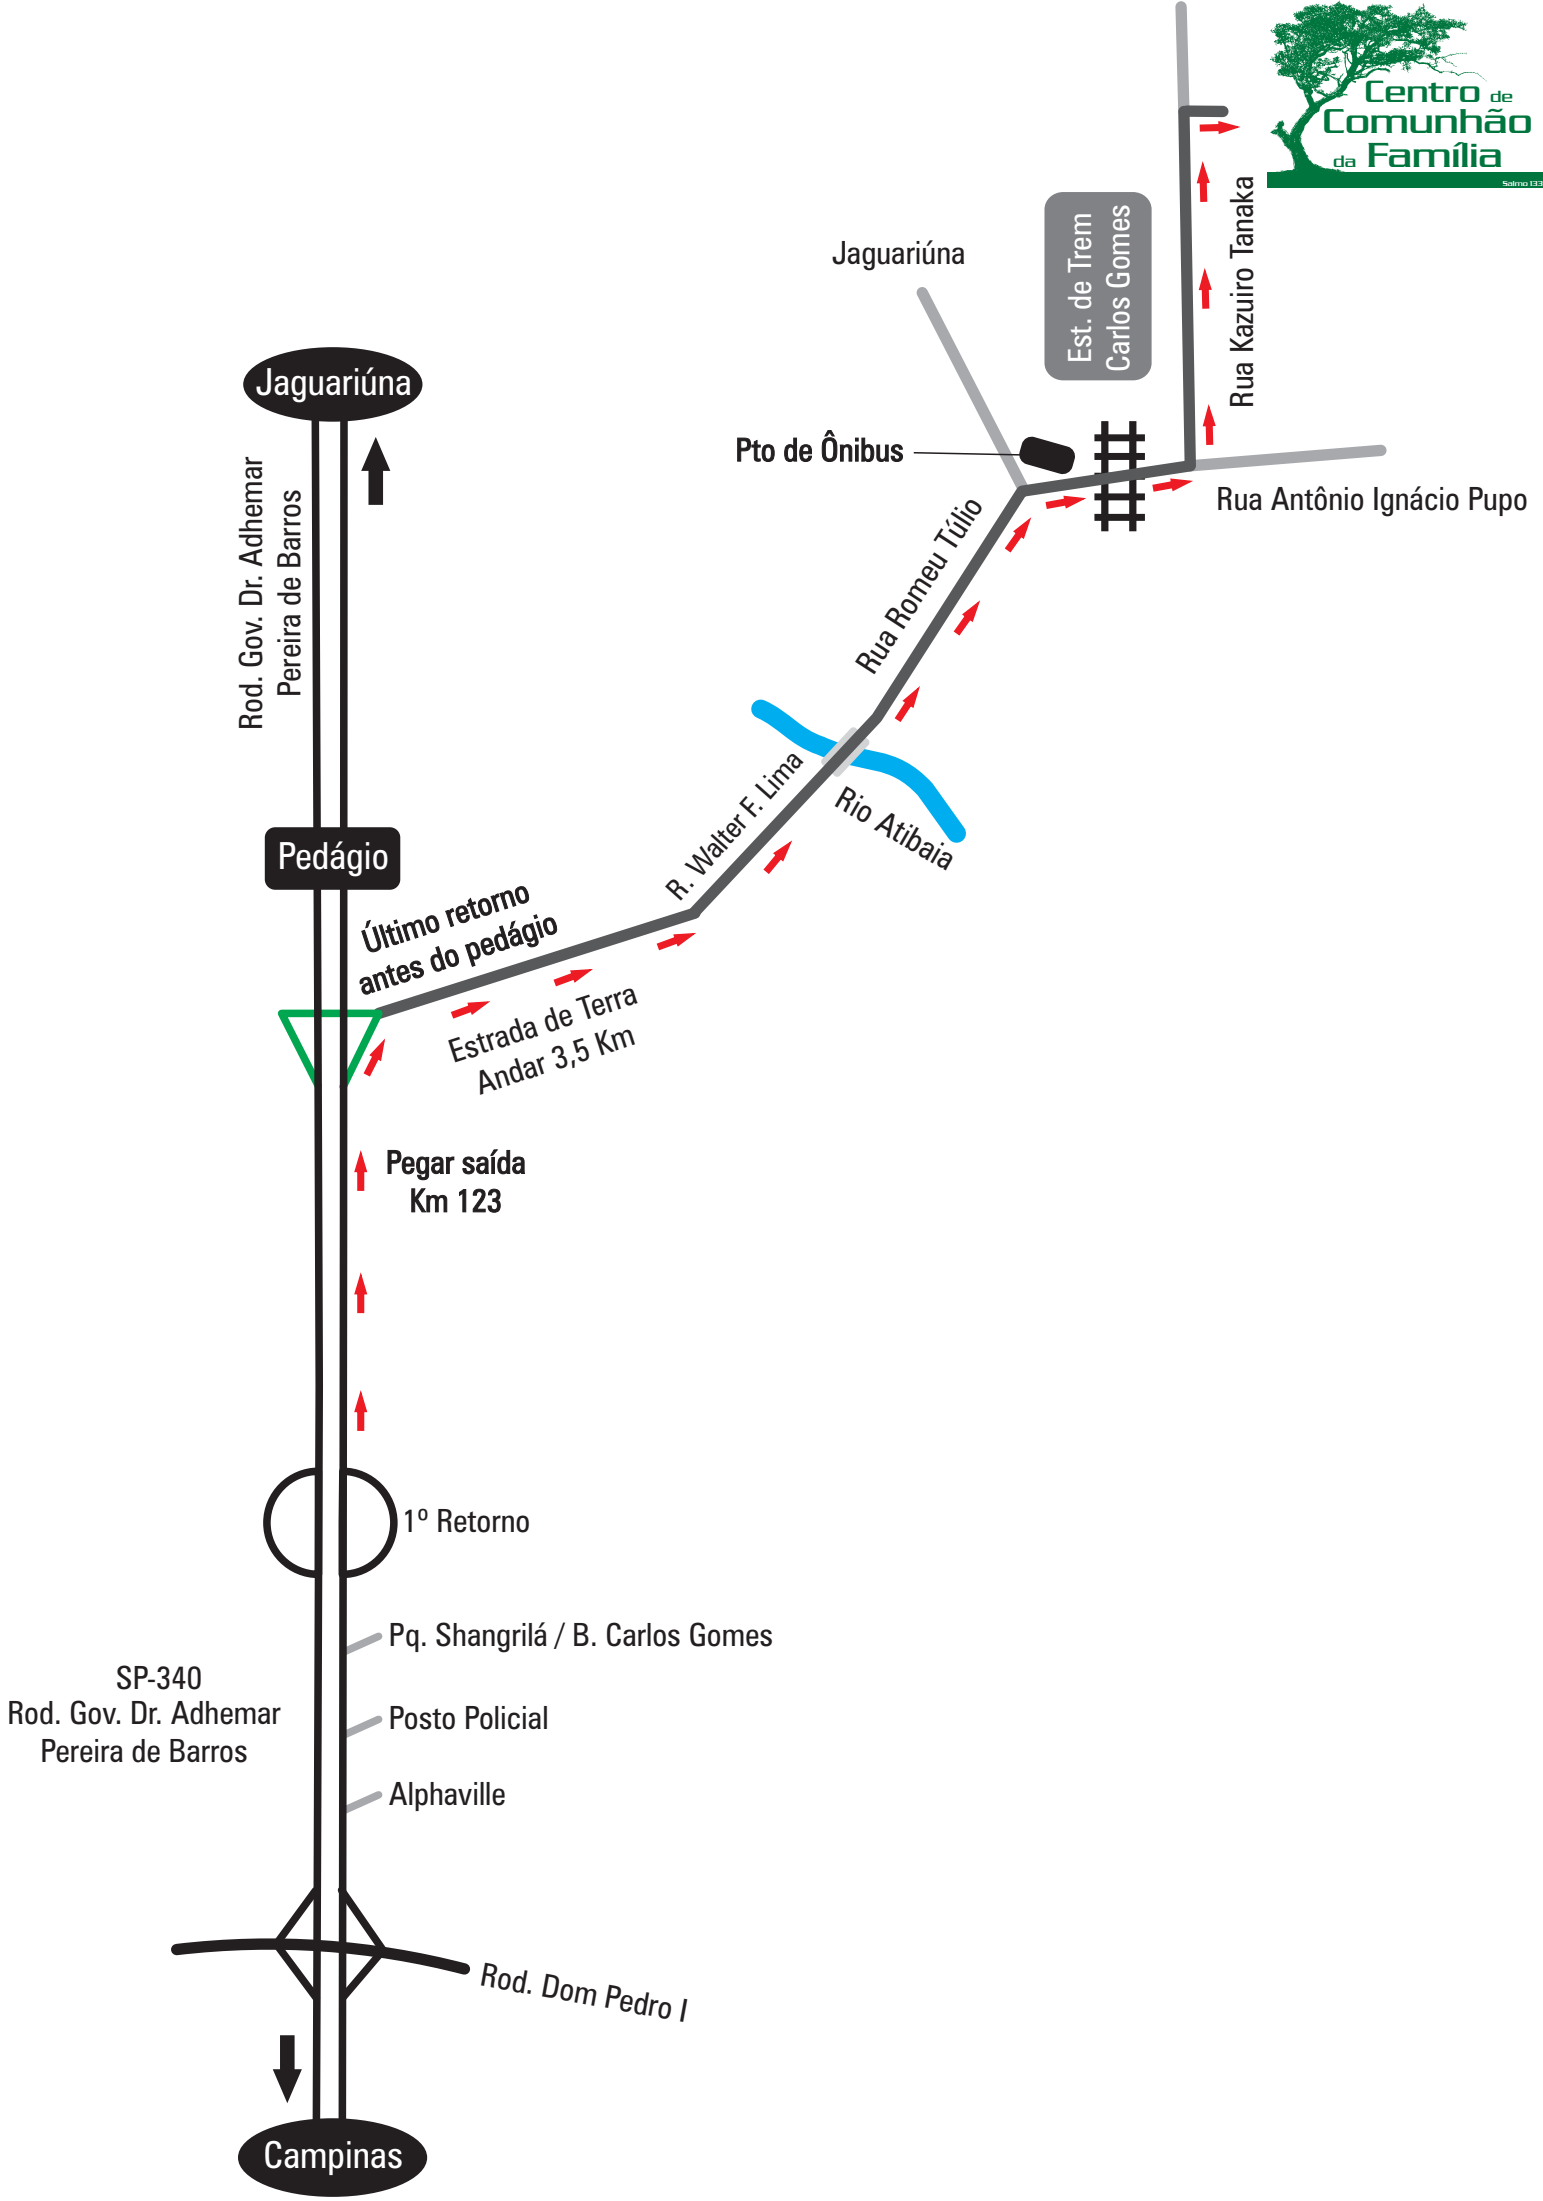 Centro de
Comunhão
da Família
Salmo 133
Rua Kazuiro Tanaka
Est. de Trem
Carlos Gomes
Jaguariúna
Jaguariúna
Pto de Ônibus
Rua Antônio Ignácio Pupo
Rod. Gov. Dr. Adhemar
Pereira de Barros
Rua Romeu Túlio
R. Walter F. Lima
Rio Atibaia
Pedágio
Último retorno
antes do pedágio
Estrada de Terra
Andar 3,5 Km
Pegar saída
Km 123
1º Retorno
Pq. Shangrilá / B. Carlos Gomes
SP-340
Rod. Gov. Dr. Adhemar
Pereira de Barros
Posto Policial
Alphaville
Rod. Dom Pedro I
Campinas